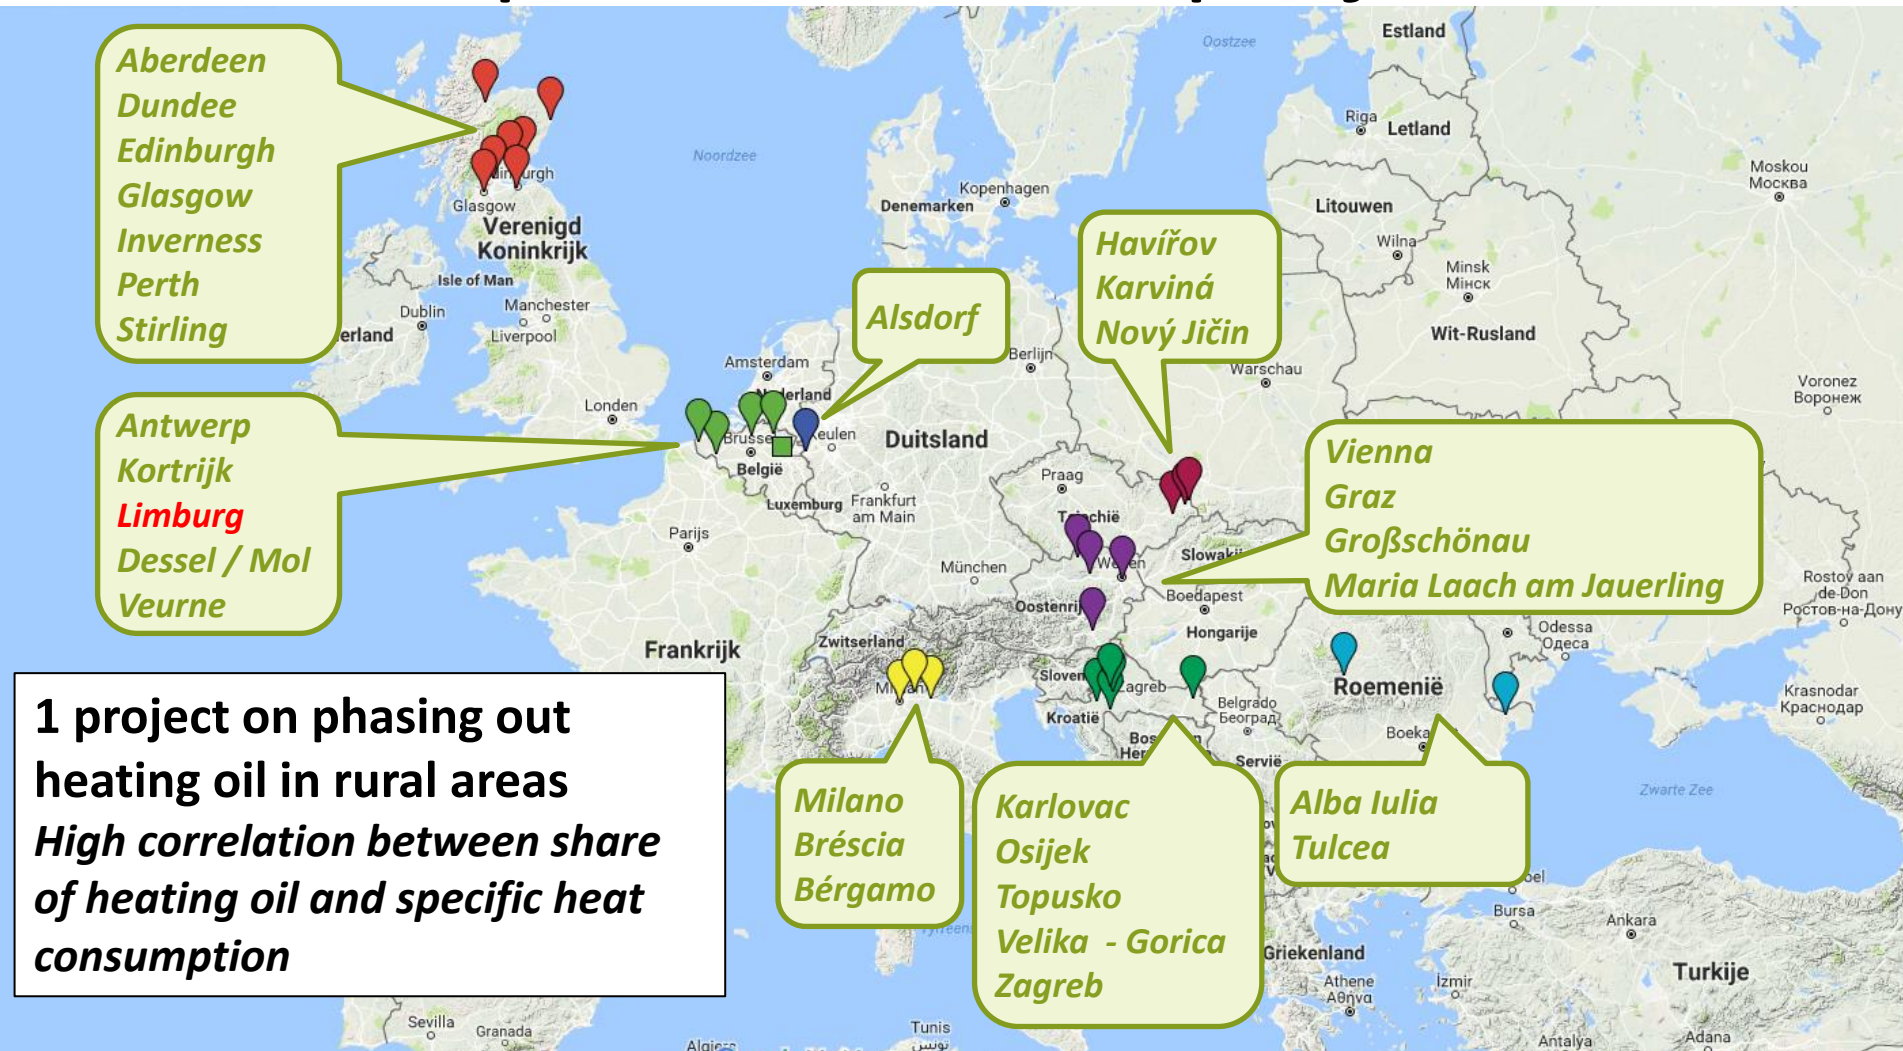 Aberdeen
Dundee
Edinburgh
Glasgow
Inverness
Perth
Stirling
Antwerp
Kortrijk
Limburg
Dessel / Mol
Veurne
Alsdorf
Havířov
Karviná
Nový Jičin
Vienna
Graz
Großschönau
Maria Laach am Jauerling
Milano
Bréscia
Bérgamo
Karlovac
Osijek
Topusko
Velika - Gorica
Zagreb
Alba Iulia
Tulcea
1 project on phasing out
heating oil in rural areas
High correlation between share
of heating oil and specific heat
consumption
Oostzee
Estland
Riga
Letland
Noordzee
Moskou
Москва
Kopenhagen
Denemarken
Litouwen
Glasgow
Verenigd
Koninkrijk
Wilna
Minsk
Мінск
Isle of Man
Manchester
Dublin
Liverpool
Wit-Rusland
Amsterdam
Berlijn
Warschau
Voronez
Воронеж
Londen
Duitsland
België
Praag
Luxemburg
Frankfurt
am Main
Parijs
München
Boedapest
Rostov aan
de Don
Ростов-на-Дону
Odessa
Одеса
Hongarije
Zwitserland
Frankrijk
Zagreb
Roemenië
Krasnodar
Краснодар
Belgrado
Београд
Kroatië
Servië
Zwarte Zee
Bursa
Ankara
Griekenland
Athene
Αθήνα
İzmir
Turkije
Sevilla
Granada
Tunis
تونس
Antalya
Adana